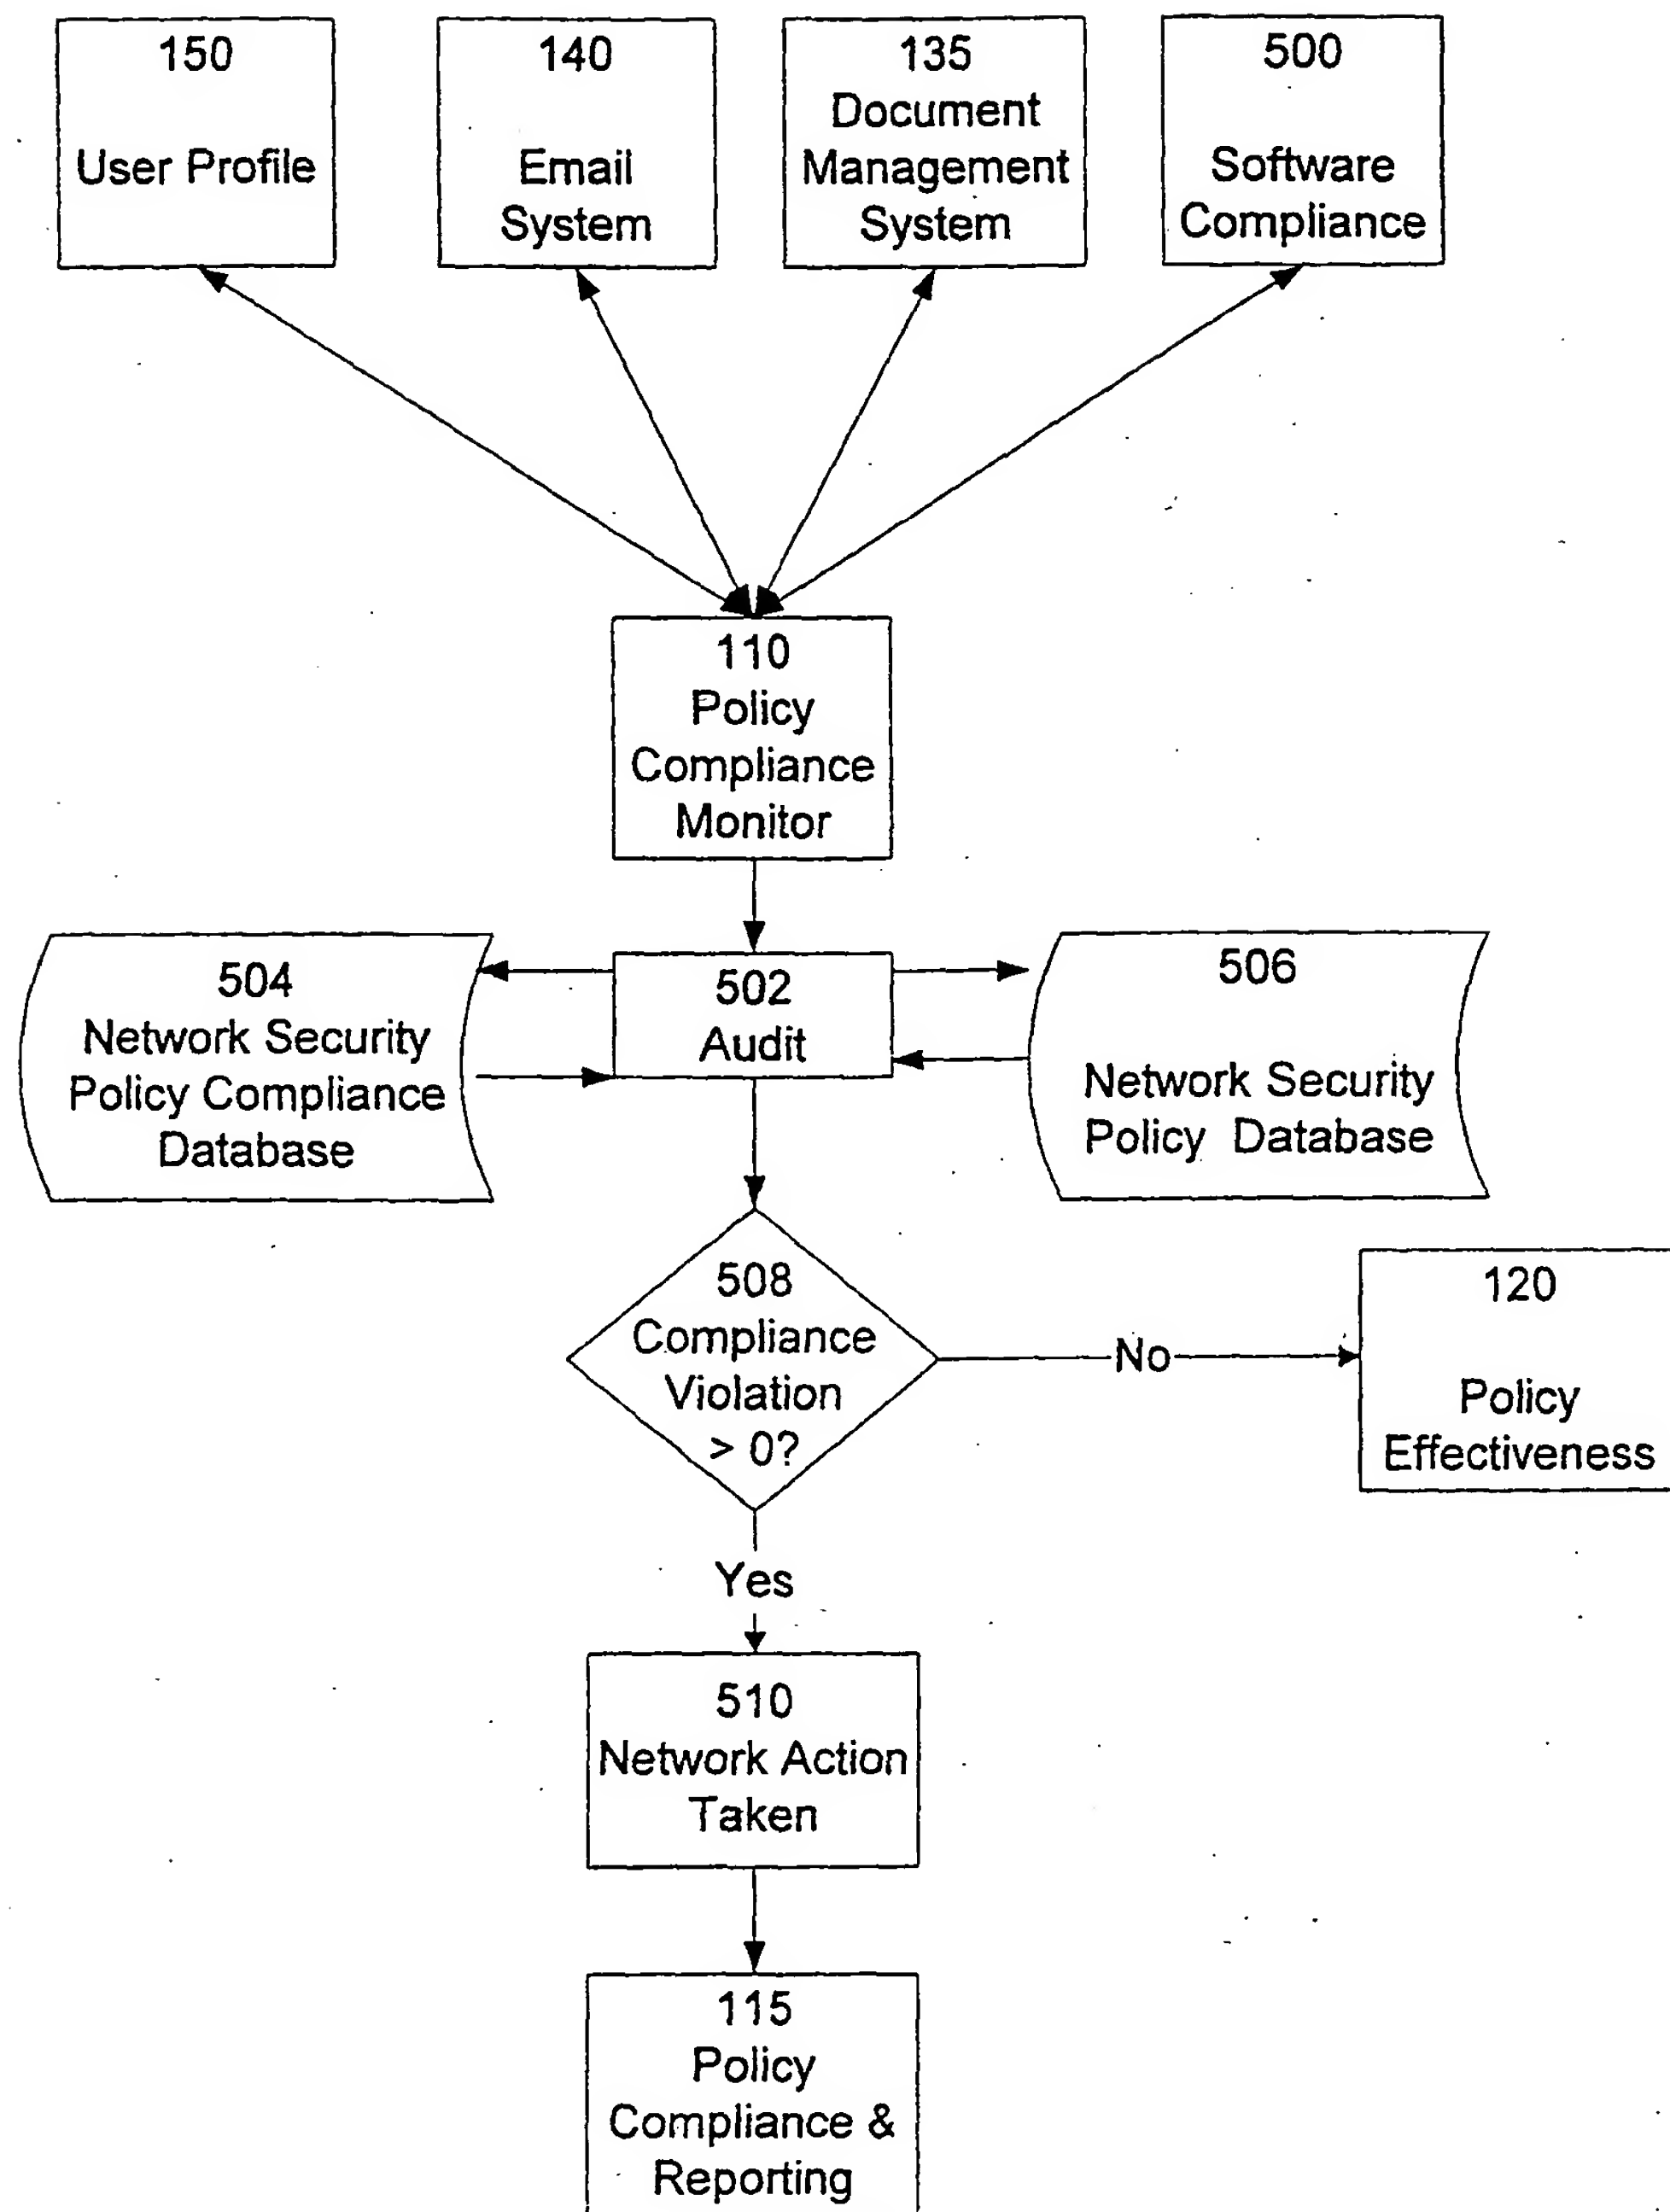 150
User Profile
140
Email
System
135
Document
Management
System
500
Software
Compliance
110
Policy
Compliance
Monitor
504
Network Security
Policy Compliance
Database
502
Audit
506
Network Security
Policy Database
508
Compliance
Violation
> 0?
No
120
Policy
Effectiveness
Yes
510
Network Action
Taken
115
Policy
Compliance &
Reporting